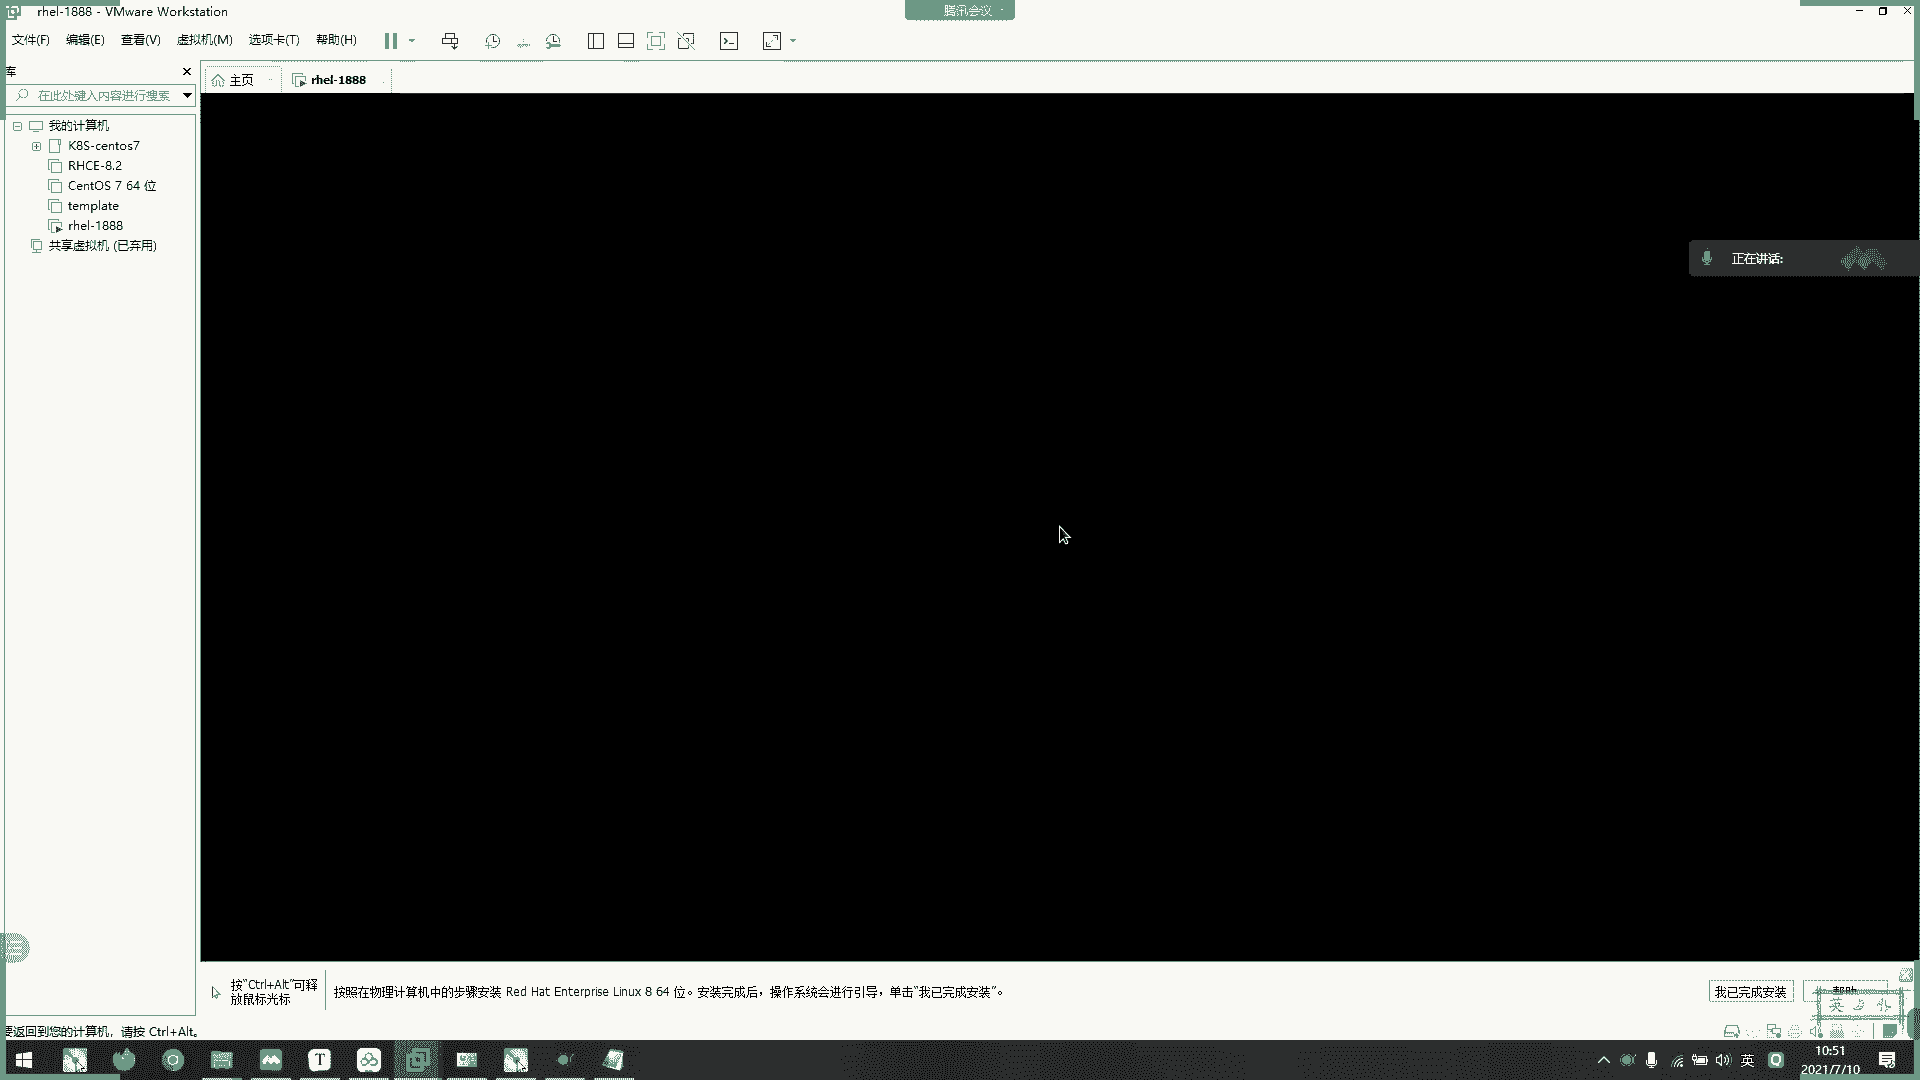 rhel-1888 - VMware Workstation
腾讯会议
文件(F) 编辑(E) 查看(V) 虚拟机(M) 选项卡(T) 帮助(H)
库
主页
rhel-1888
在此处键入内容进行搜索
我的计算机
K8S-centos7
RHCE-8.2
CentOS 7 64 位
template
rhel-1888
共享虚拟机 (已弃用)
正在讲话:
按"Ctrl+Alt"可释
放鼠标光标
按照在物理计算机中的步骤安装 Red Hat Enterprise Linux 8 64 位。安装完成后，操作系统会进行引导，单击"我已完成安装"。
我已完成安装
帮助
英
要返回到您的计算机，请按 Ctrl+Alt。
英
10:51
2021/7/10